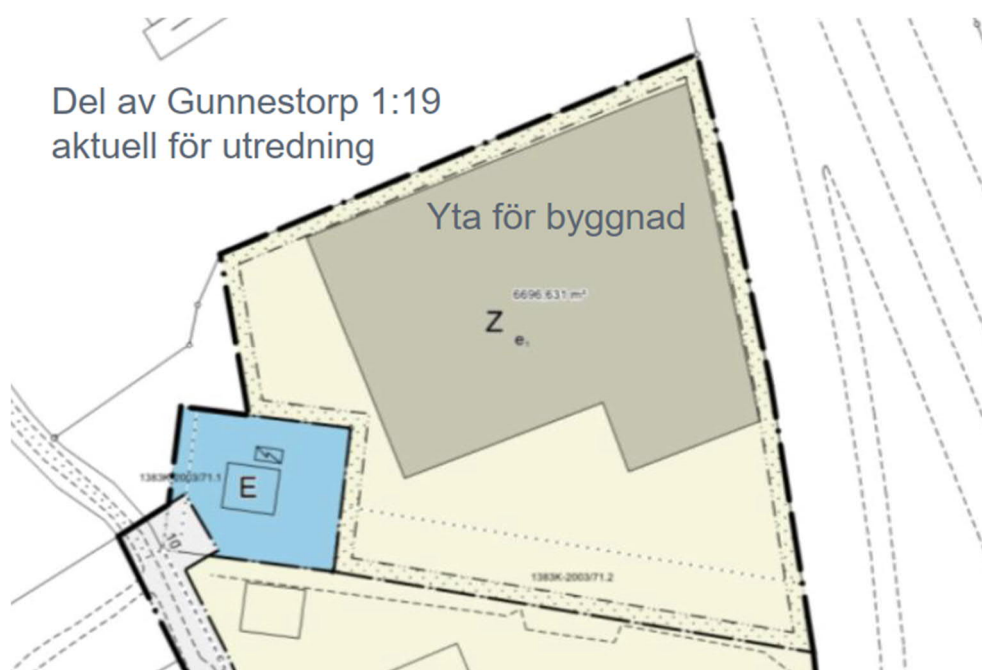 Del av Gunnestorp 1:19
aktuell för utredning
Yta för byggnad
6696.631 m²
Z
e₁
1383K-2003/71.1
E
1383K-2003/71.2